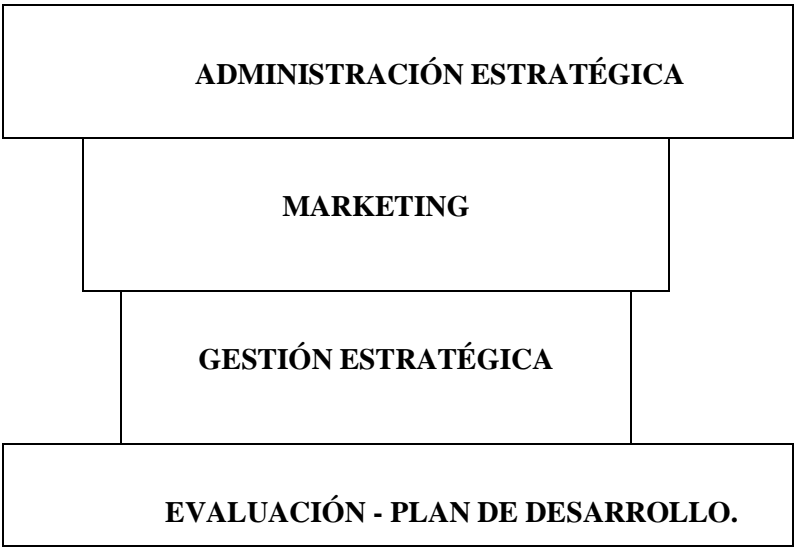 ADMINISTRACIÓN ESTRATÉGICA
MARKETING
GESTIÓN ESTRATÉGICA
EVALUACIÓN - PLAN DE DESARROLLO.